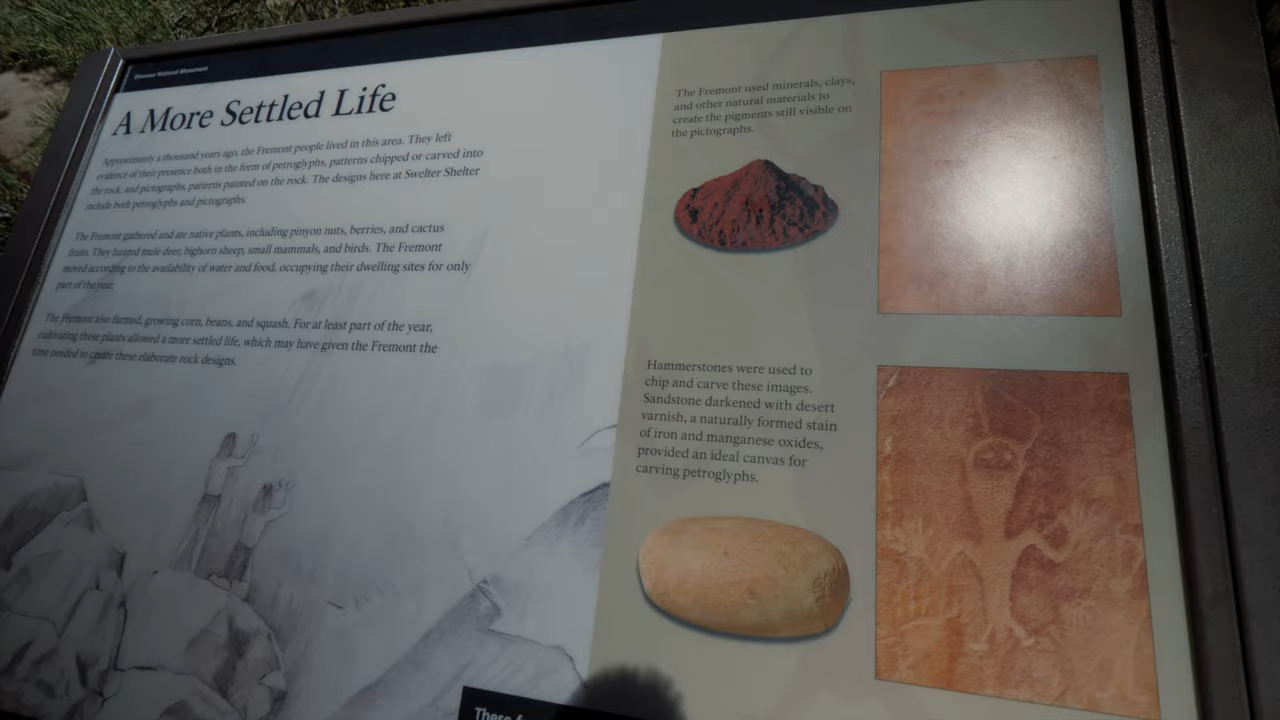 Dinosaur National Monument
A More Settled Life
Approximately a thousand years ago, the Fremont people lived in this area. They left
evidence of their presence both in the form of petroglyphs, patterns chipped or carved into
the rock, and pictographs, patterns painted on the rock. The designs here at Swelter Shelter
include both petroglyphs and pictographs.
The Fremont gathered and ate native plants, including pinyon nuts, berries, and cactus
fruits. They hunted mule deer, bighorn sheep, small mammals, and birds. The Fremont
moved according to the availability of water and food, occupying their dwelling sites for only
part of the year.
The Fremont also farmed, growing corn, beans, and squash. For at least part of the year,
cultivating these plants allowed a more settled life, which may have given the Fremont the
time needed to create these elaborate rock designs.
The Fremont used minerals, clays,
and other natural materials to
create the pigments still visible on
the pictographs.
Hammerstones were used to
chip and carve these images.
Sandstone darkened with desert
varnish, a naturally formed stain
of iron and manganese oxides,
provided an ideal canvas for
carving petroglyphs.
These